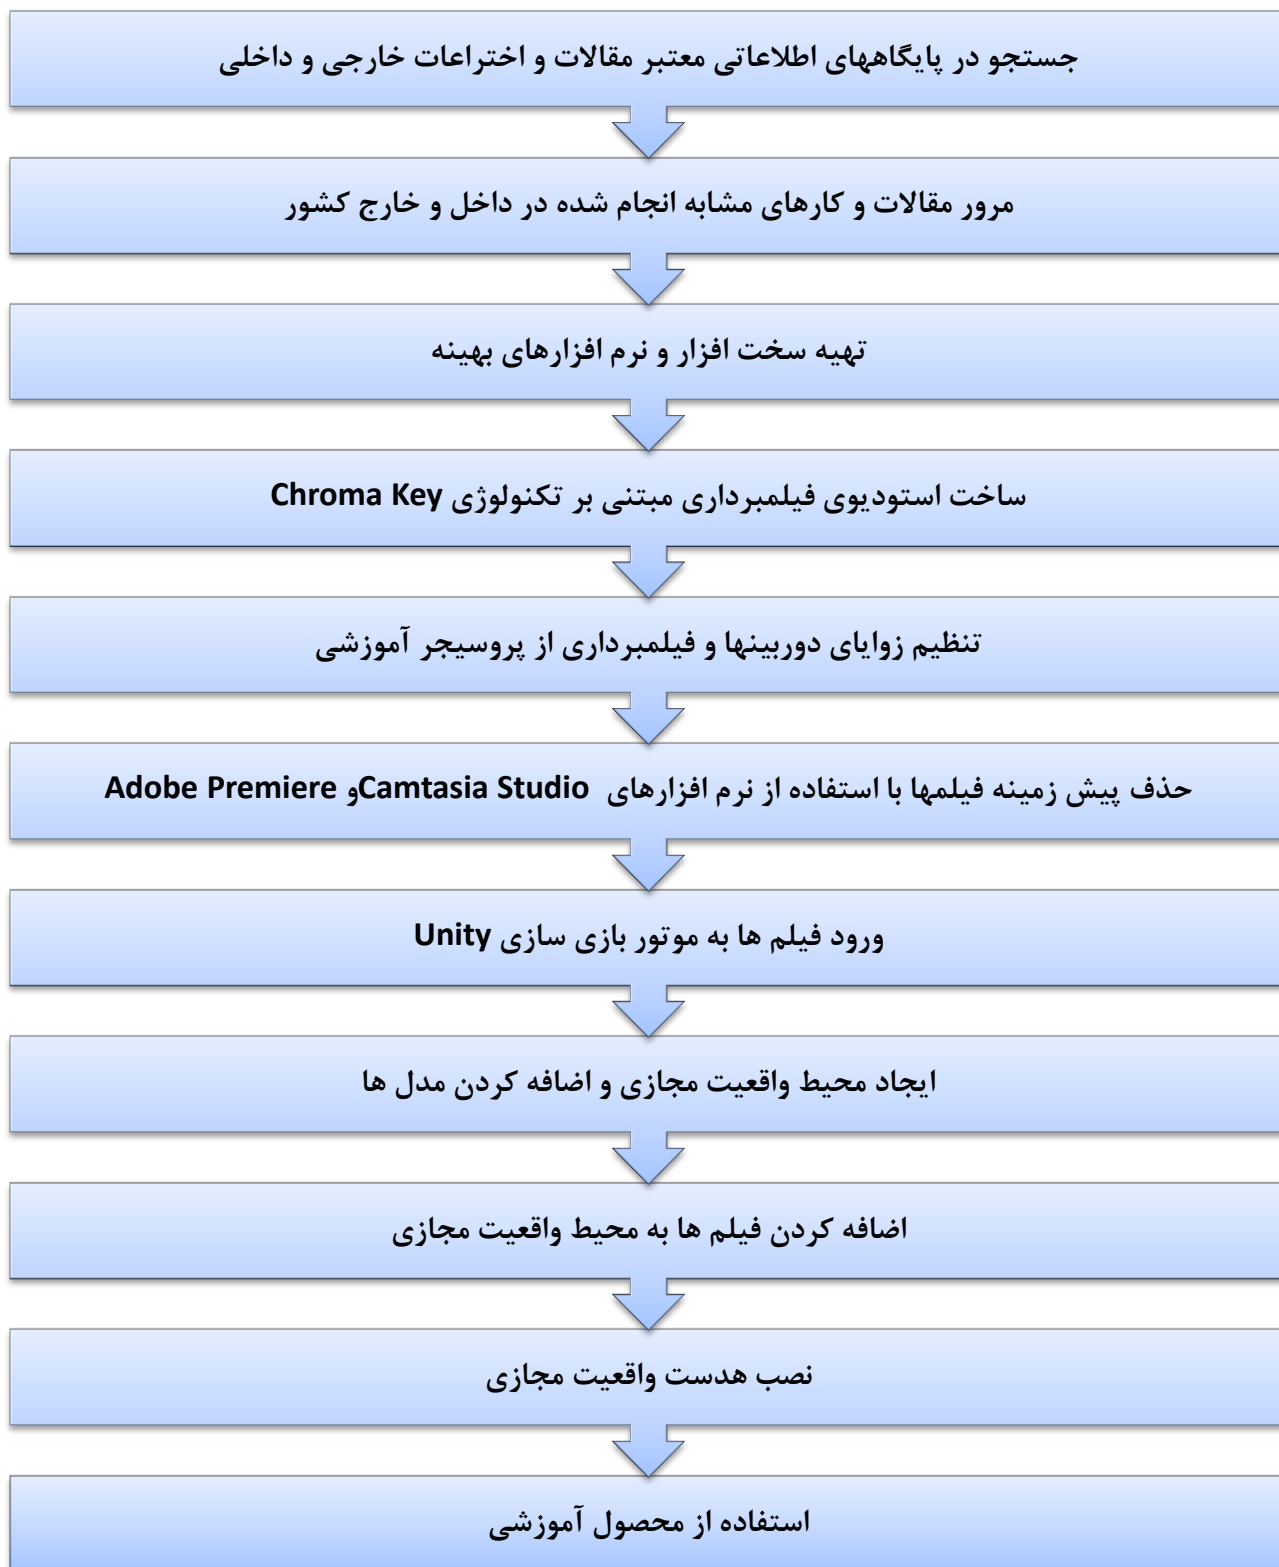 جستجو در پایگاههای اطلاعاتی معتبر مقالات و اختراعات خارجی و داخلی
مرور مقالات و کارهای مشابه انجام شده در داخل و خارج کشور
تهیه سخت افزار و نرم افزارهای بهینه
ساخت استودیوی فیلمبرداری مبتنی بر تکنولوژی Chroma Key
تنظیم زوایای دوربینها و فیلمبرداری از پروسیجر آموزشی
حذف پیش زمینه فیلمها با استفاده از نرم افزارهای Camtasia Studio و Adobe Premiere
ورود فیلم ها به موتور بازی سازی Unity
ایجاد محیط واقعیت مجازی و اضافه کردن مدل ها
اضافه کردن فیلم ها به محیط واقعیت مجازی
نصب هدست واقعیت مجازی
استفاده از محصول آموزشی